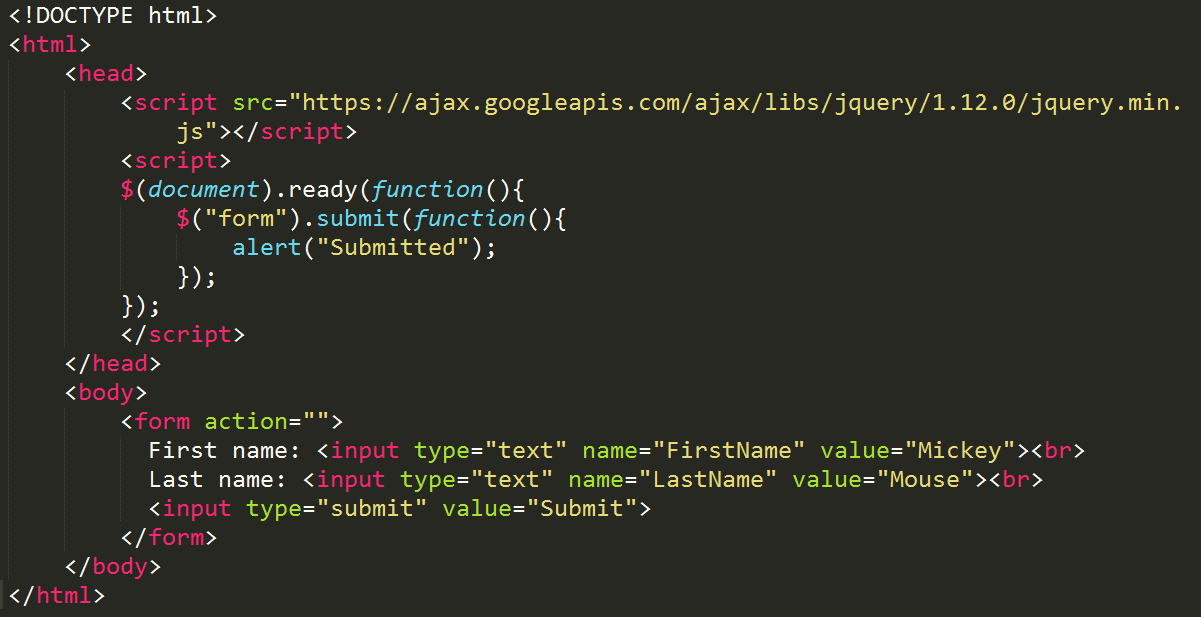 <!DOCTYPE html>
<html>
    <head>
        <script src="https://ajax.googleapis.com/ajax/libs/jquery/1.12.0/jquery.min.
            js"></script>
        <script>
        $(document).ready(function(){
            $("form").submit(function(){
                alert("Submitted");
            });
        });
        </script>
    </head>
    <body>
        <form action="">
          First name: <input type="text" name="FirstName" value="Mickey"><br>
          Last name: <input type="text" name="LastName" value="Mouse"><br>
          <input type="submit" value="Submit">
        </form>
    </body>
</html>